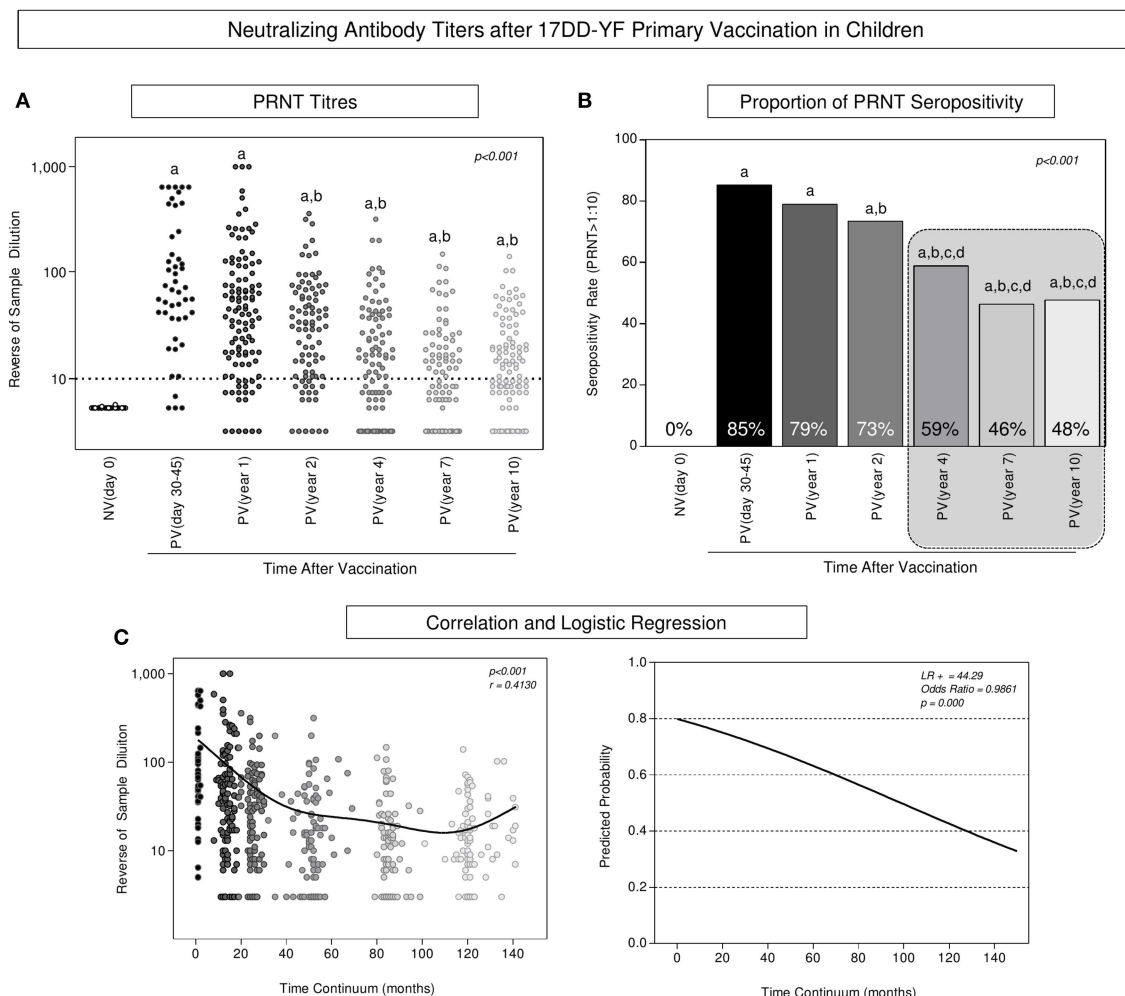 Neutralizing Antibody Titers after 17DD-YF Primary Vaccination in Children
A
PRNT Titres
Reverse of Sample Dilution
1,000
100
10
p<0.001
a
a
a,b
a,b
a,b
a,b
NV(day 0)
PV(day 30-45)
PV(year 1)
PV(year 2)
PV(year 4)
PV(year 7)
PV(year 10)
Time After Vaccination
B
Proportion of PRNT Seropositivity
Seropositivity Rate (PRNT>1:10)
100
80
60
40
20
0
p<0.001
a
a
a,b
a,b,c,d
a,b,c,d
a,b,c,d
0%
85%
79%
73%
59%
46%
48%
NV(day 0)
PV(day 30-45)
PV(year 1)
PV(year 2)
PV(year 4)
PV(year 7)
PV(year 10)
Time After Vaccination
Correlation and Logistic Regression
C
Reverse of Sample Diluiton
1,000
100
10
p<0.001
r = 0.4130
0 20 40 60 80 100 120 140
Time Continuum (months)
Predicted Probability
1.0
0.8
0.6
0.4
0.2
0.0
LR + = 44.29
Odds Ratio = 0.9861
p = 0.000
0 20 40 60 80 100 120 140
Time Continuum (months)